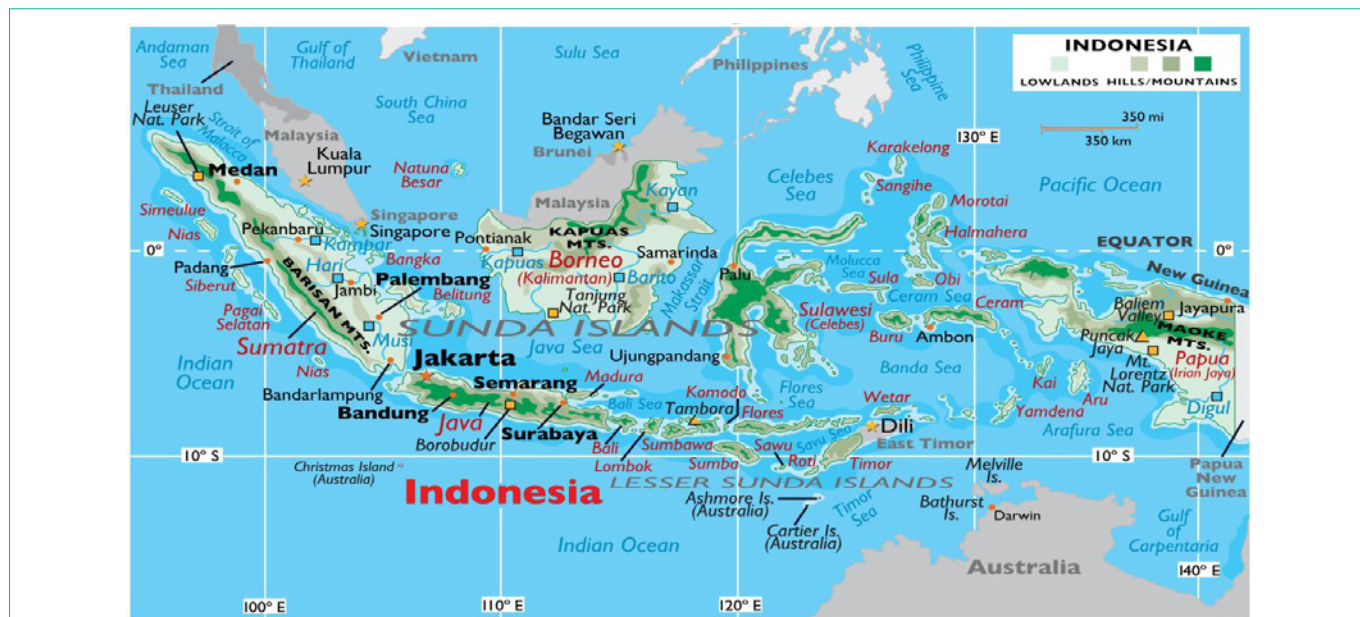 Andaman
Sea
Gulf of
Thailand
Vietnam
Sulu Sea
Philippines
Philippine
Sea
INDONESIA
LOWLANDS HILLS/MOUNTAINS
350 mi
350 km
Thailand
Leuser
Nat. Park
Strait of
Malacca
South China
Sea
Malaysia
Kuala
Lumpur
Natuna
Besar
Bandar Seri
Begawan
Brunei
Malaysia
Kayan
Celebes
Sea
Karakelong
Sangihe
130º E
Pacific Ocean
Morotai
Halmahera
Medan
Simeulue
Nias
Singapore
Singapore
Pekanbaru
Kampar
0º
Padang
Siberut
Hari
Jambi
Bangka
Palembang
Belitung
Pagai
Selatan
BARISAN MTS.
Sumatra
Musi
Nias
Indian
Ocean
Pontianak
Kapuas
KAPUAS
MTS.
Borneo
(Kalimantan)
Samarinda
Barito
Tanjung
Nat. Park
Makassar
Strait
Palu
Molucca
Sea
Sula
Obi
Ceram Sea
Ceram
Sulawesi
(Celebes)
Buru
Ambon
EQUATOR
0º
New Guinea
Jayapura
Baliem
Valley
MAOKE
MTS.
Puncak
Jaya
Papua
(Irian Jaya)
Mt.
Lorentz
Nat. Park
Digul
SUNDA ISLANDS
Java Sea
Ujungpandang
Banda Sea
Kai
Aru
Yamdena
Arafura Sea
Jakarta
Bandarlampung
Bandung
Java
Semarang
Madura
Borobudur
Surabaya
Bali Sea
Bali
Lombok
Tambora
Sumbawa
Komodo
Flores
Flores
Sea
Sumba
Sawu
Savu Sea
Roti
Wetar
Dili
East Timor
Timor
10º S
10º S
Christmas Island
(Australia)
Indonesia
LESSER SUNDA ISLANDS
Ashmore Is.
(Australia)
Cartier Is.
(Australia)
Timor
Sea
Melville
Is.
Bathurst
Is.
Darwin
Papua
New
Guinea
Gulf
of
Carpentaria
Indian Ocean
Australia
100º E
110º E
120º E
140º E